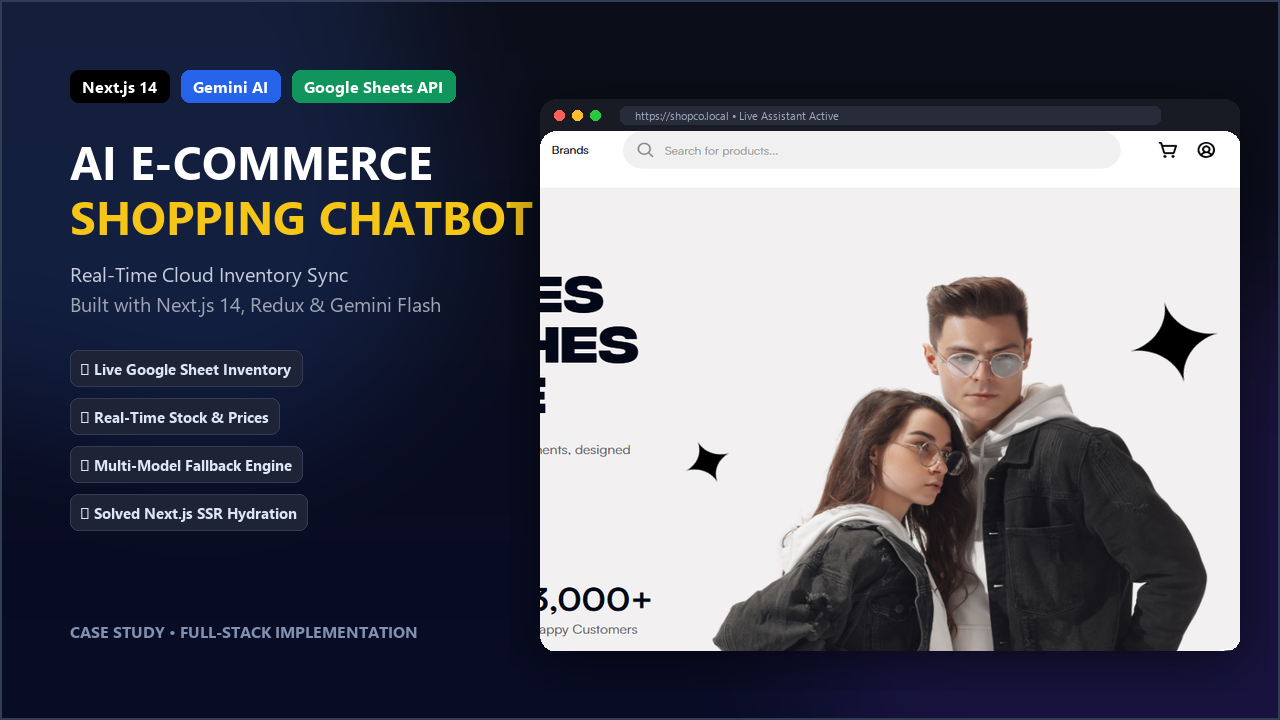 Next.js 14 Gemini AI Google Sheets API
AI E-COMMERCE
SHOPPING CHATBOT
Real-Time Cloud Inventory Sync
Built with Next.js 14, Redux & Gemini Flash
Live Google Sheet Inventory
Real-Time Stock & Prices
Multi-Model Fallback Engine
Solved Next.js SSR Hydration
CASE STUDY • FULL-STACK IMPLEMENTATION
https://shopco.local • Live Assistant Active
Brands
Search for products...
ES
HES
E
ments, designed
3,000+
appy Customers